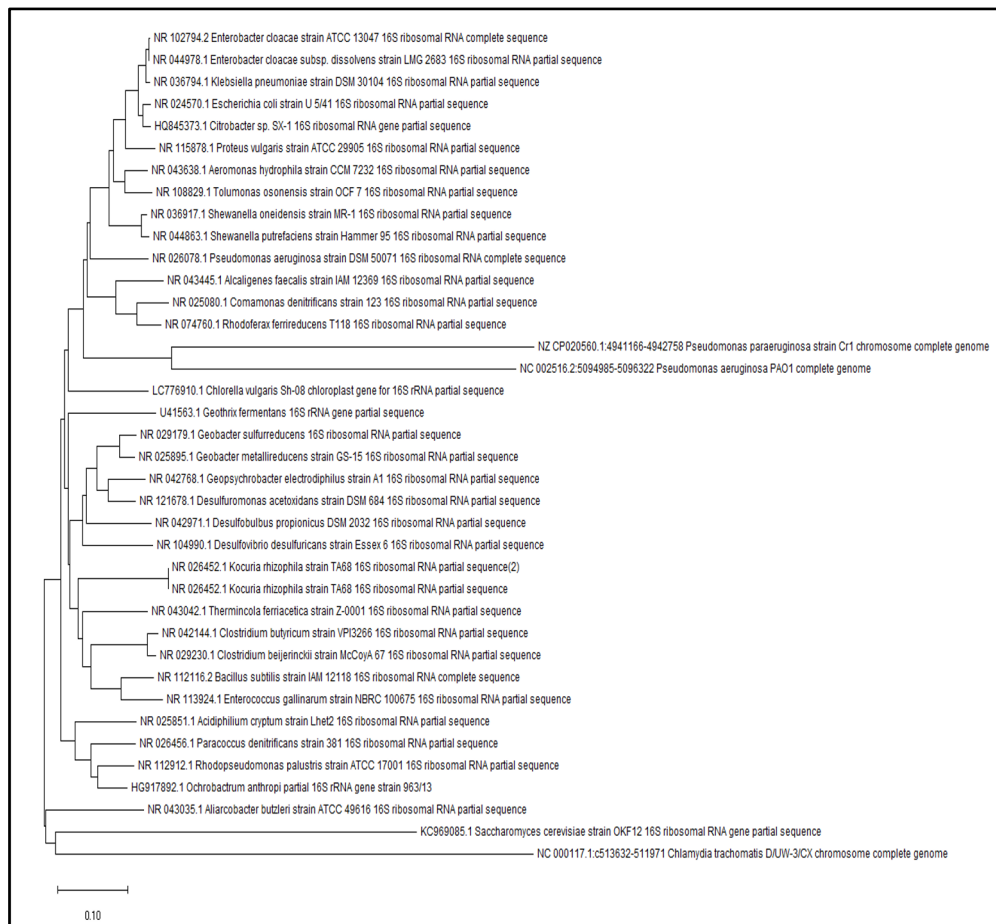 NR 102794.2 Enterobacter cloacae strain ATCC 13047 16S ribosomal RNA complete sequence
NR 044978.1 Enterobacter cloacae subsp. dissolvens strain LMG 2683 16S ribosomal RNA partial sequence
NR 036794.1 Klebsiella pneumoniae strain DSM 30104 16S ribosomal RNA partial sequence
NR 024570.1 Escherichia coli strain U 5/41 16S ribosomal RNA partial sequence
HQ845373.1 Citrobacter sp. SX-1 16S ribosomal RNA gene partial sequence
NR 115878.1 Proteus vulgaris strain ATCC 29905 16S ribosomal RNA partial sequence
NR 043638.1 Aeromonas hydrophila strain CCM 7232 16S ribosomal RNA partial sequence
NR 108829.1 Tolumonas osonensis strain OCF 7 16S ribosomal RNA partial sequence
NR 036917.1 Shewanella oneidensis strain MR-1 16S ribosomal RNA partial sequence
NR 044863.1 Shewanella putrefaciens strain Hammer 95 16S ribosomal RNA partial sequence
NR 026078.1 Pseudomonas aeruginosa strain DSM 50071 16S ribosomal RNA complete sequence
NR 043445.1 Alcaligenes faecalis strain IAM 12369 16S ribosomal RNA partial sequence
NR 025080.1 Comamonas denitrificans strain 123 16S ribosomal RNA partial sequence
NR 074760.1 Rhodoferax ferrireducens T118 16S ribosomal RNA partial sequence
NZ CP020560.1:4941166-4942758 Pseudomonas paraeruginosa strain Cr1 chromosome complete genome
NC 002516.2:5094985-5096322 Pseudomonas aeruginosa PAO1 complete genome
LC776910.1 Chlorella vulgaris Sh-08 chloroplast gene for 16S rRNA partial sequence
U41563.1 Geothrix fermentans 16S rRNA gene partial sequence
NR 029179.1 Geobacter sulfurreducens 16S ribosomal RNA partial sequence
NR 025895.1 Geobacter metallireducens strain GS-15 16S ribosomal RNA partial sequence
NR 042768.1 Geopsychrobacter electrodiphilus strain A1 16S ribosomal RNA partial sequence
NR 121678.1 Desulfuromonas acetoxidans strain DSM 684 16S ribosomal RNA partial sequence
NR 042971.1 Desulfobulbus propionicus DSM 2032 16S ribosomal RNA partial sequence
NR 104990.1 Desulfovibrio desulfuricans strain Essex 6 16S ribosomal RNA partial sequence
NR 026452.1 Kocuria rhizophila strain TA68 16S ribosomal RNA partial sequence(2)
NR 026452.1 Kocuria rhizophila strain TA68 16S ribosomal RNA partial sequence
NR 043042.1 Thermincola ferriacetica strain Z-0001 16S ribosomal RNA partial sequence
NR 042144.1 Clostridium butyricum strain VPI3266 16S ribosomal RNA partial sequence
NR 029230.1 Clostridium beijerinckii strain McCoyA 67 16S ribosomal RNA partial sequence
NR 112116.2 Bacillus subtilis strain IAM 12118 16S ribosomal RNA complete sequence
NR 113924.1 Enterococcus gallinarum strain NBRC 100675 16S ribosomal RNA partial sequence
NR 025851.1 Acidiphilium cryptum strain Lhet2 16S ribosomal RNA partial sequence
NR 026456.1 Paracoccus denitrificans strain 381 16S ribosomal RNA partial sequence
NR 112912.1 Rhodopseudomonas palustris strain ATCC 17001 16S ribosomal RNA partial sequence
HG917892.1 Ochrobactrum anthropi partial 16S rRNA gene strain 963/13
NR 043035.1 Aliarcobacter butzleri strain ATCC 49616 16S ribosomal RNA partial sequence
KC969085.1 Saccharomyces cerevisiae strain OKF12 16S ribosomal RNA gene partial sequence
NC 000117.1:c513632-511971 Chlamydia trachomatis D/UW-3/CX chromosome complete genome
0.10